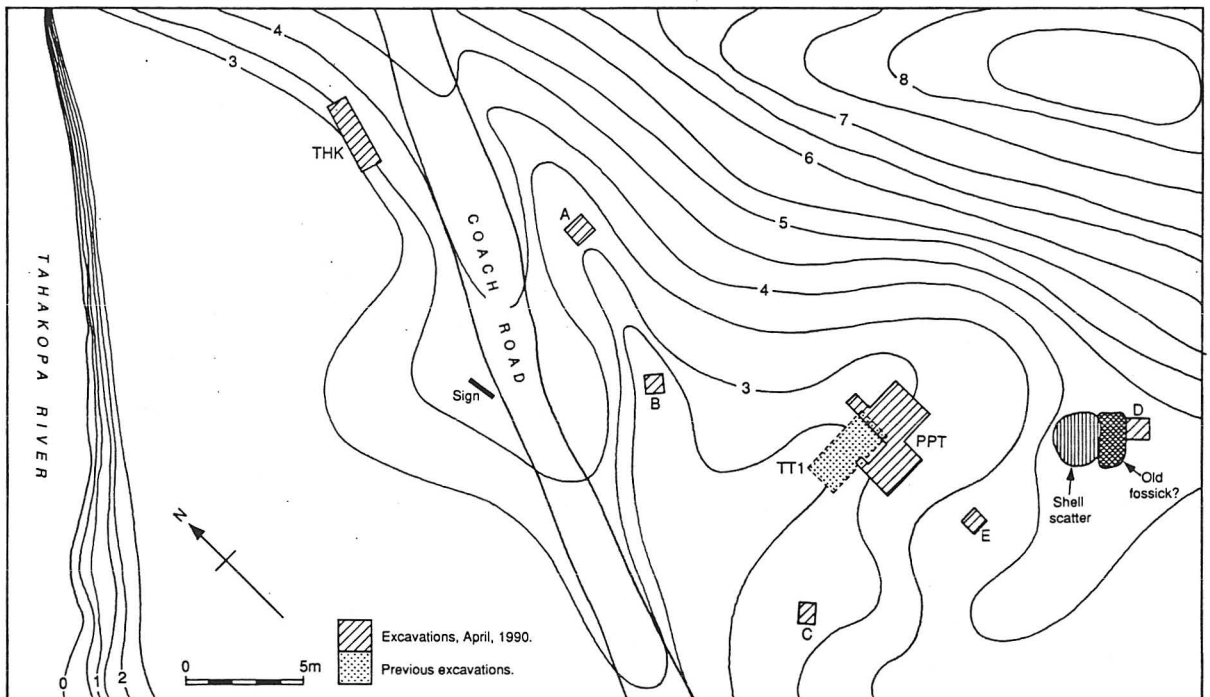 4
3
THK
8
7
6
5
4
3
A
B
COACH ROAD
TAHAKOPA RIVER
Sign
TT1
PPT
D
Shell
scatter
Old
fossick?
E
C
N
Excavations, April, 1990.
Previous excavations.
0 5m
0 1 2